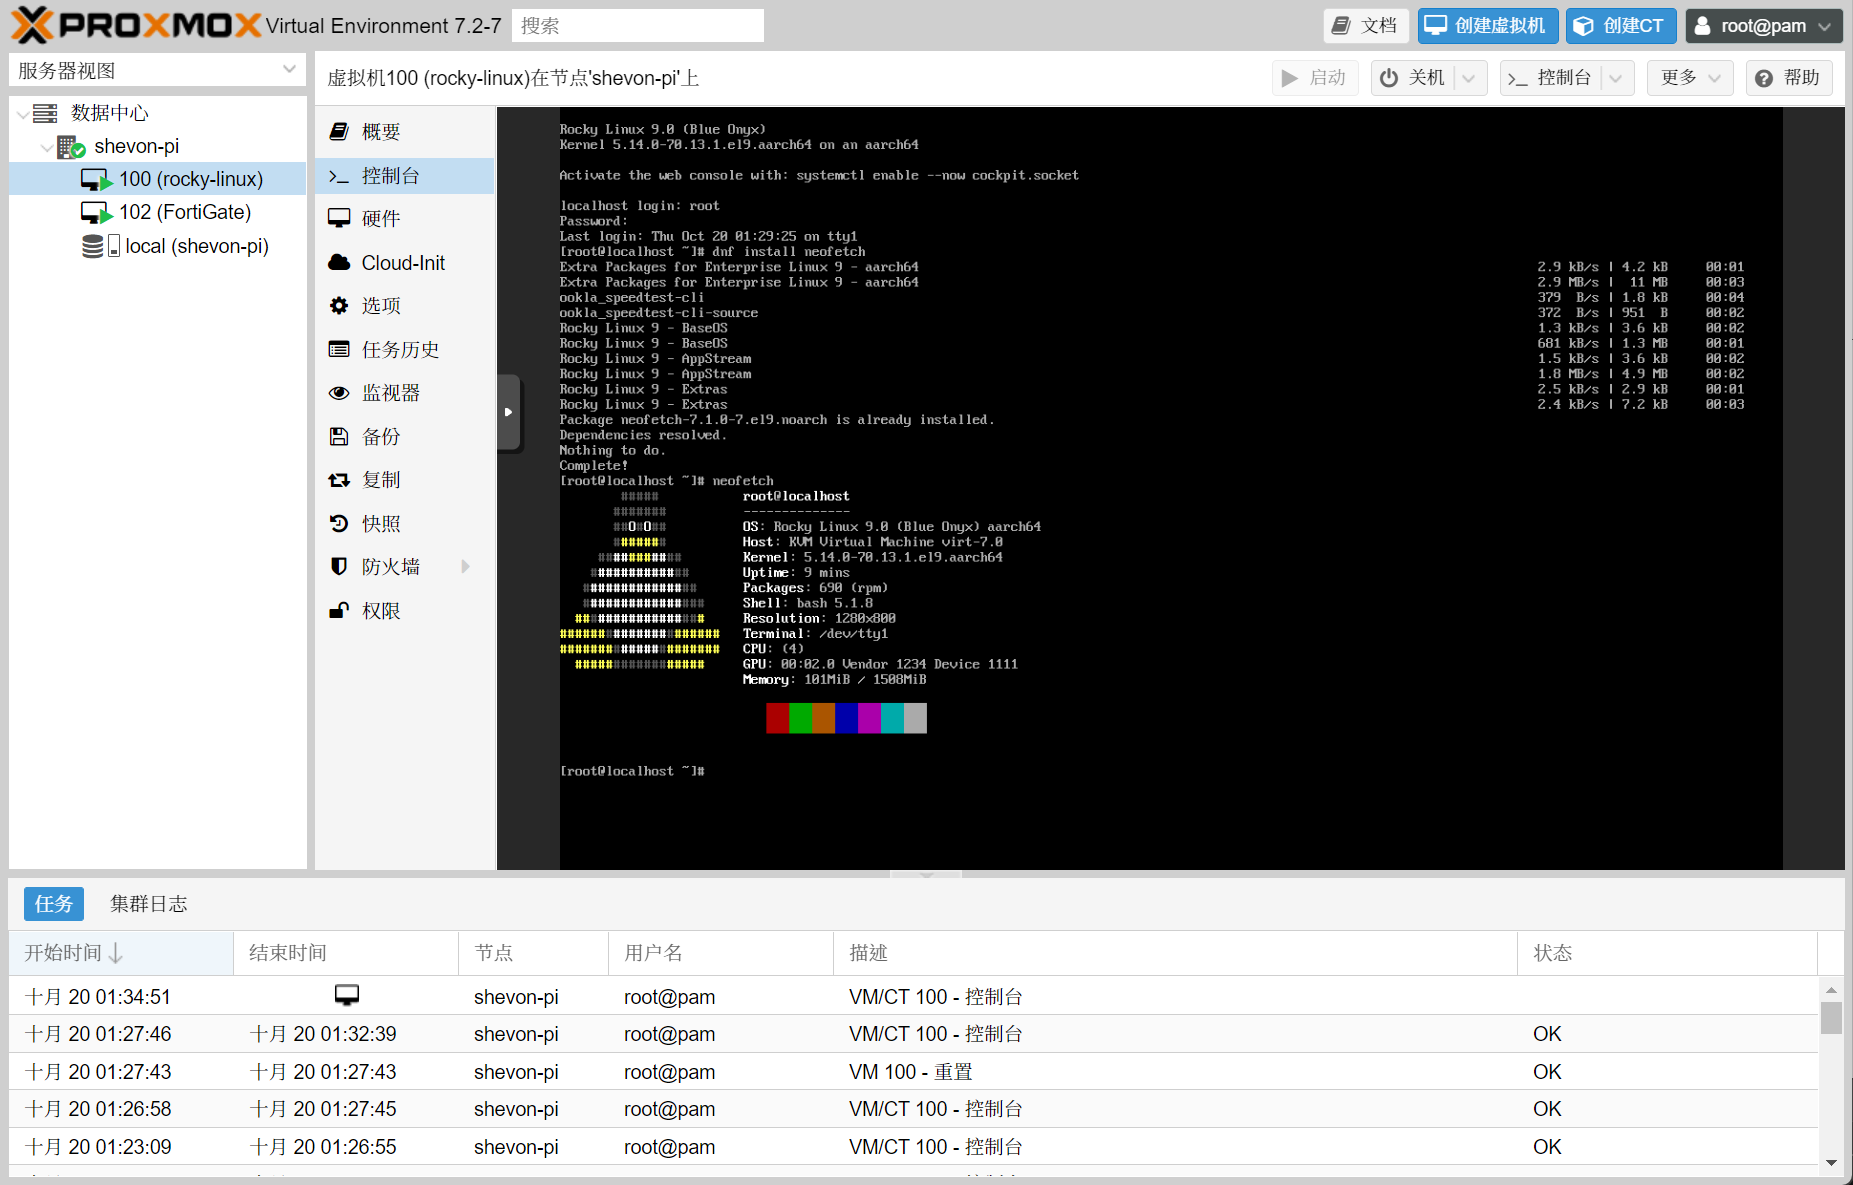 PROXMOX Virtual Environment 7.2-7 搜索 文档 创建虚拟机 创建CT root@pam
服务器视图
数据中心
shevon-pi
100 (rocky-linux)
102 (FortiGate)
local (shevon-pi)
虚拟机100 (rocky-linux)在节点'shevon-pi'上 启动 关机 控制台 更多 帮助
概要
控制台
硬件
Cloud-Init
选项
任务历史
监视器
备份
复制
快照
防火墙
权限
Rocky Linux 9.0 (Blue Onyx)
Kernel 5.14.0-70.13.1.el9.aarch64 on an aarch64
Activate the web console with: systemctl enable --now cockpit.socket
localhost login: root
Password:
Last login: Thu Oct 20 01:29:25 on tty1
[root@localhost ~]# dnf install neofetch
Extra Packages for Enterprise Linux 9 - aarch64 2.9 kB/s | 4.2 kB 00:01
Extra Packages for Enterprise Linux 9 - aarch64 2.9 MB/s | 11 MB 00:03
ookla_speedtest-cli 379 B/s | 1.8 kB 00:04
ookla_speedtest-cli-source 372 B/s | 951 B 00:02
Rocky Linux 9 - BaseOS 1.3 kB/s | 3.6 kB 00:02
Rocky Linux 9 - BaseOS 681 kB/s | 1.3 MB 00:01
Rocky Linux 9 - AppStream 1.5 kB/s | 3.6 kB 00:02
Rocky Linux 9 - AppStream 1.8 MB/s | 4.9 MB 00:02
Rocky Linux 9 - Extras 2.5 kB/s | 2.9 kB 00:01
Rocky Linux 9 - Extras 2.4 kB/s | 7.2 kB 00:03
Package neofetch-7.1.0-7.el9.noarch is already installed.
Dependencies resolved.
Nothing to do.
Complete!
[root@localhost ~]# neofetch
root@localhost
--------------
OS: Rocky Linux 9.0 (Blue Onyx) aarch64
Host: KVM Virtual Machine virt-7.0
Kernel: 5.14.0-70.13.1.el9.aarch64
Uptime: 9 mins
Packages: 690 (rpm)
Shell: bash 5.1.8
Resolution: 1280x800
Terminal: /dev/tty1
CPU: (4)
GPU: 00:02.0 Vendor 1234 Device 1111
Memory: 101MiB / 1508MiB
[root@localhost ~]#
任务 集群日志
开始时间 结束时间 节点 用户名 描述 状态
十月 20 01:34:51 shevon-pi root@pam VM/CT 100 - 控制台
十月 20 01:27:46 十月 20 01:32:39 shevon-pi root@pam VM/CT 100 - 控制台 OK
十月 20 01:27:43 十月 20 01:27:43 shevon-pi root@pam VM 100 - 重置 OK
十月 20 01:26:58 十月 20 01:27:45 shevon-pi root@pam VM/CT 100 - 控制台 OK
十月 20 01:23:09 十月 20 01:26:55 shevon-pi root@pam VM/CT 100 - 控制台 OK